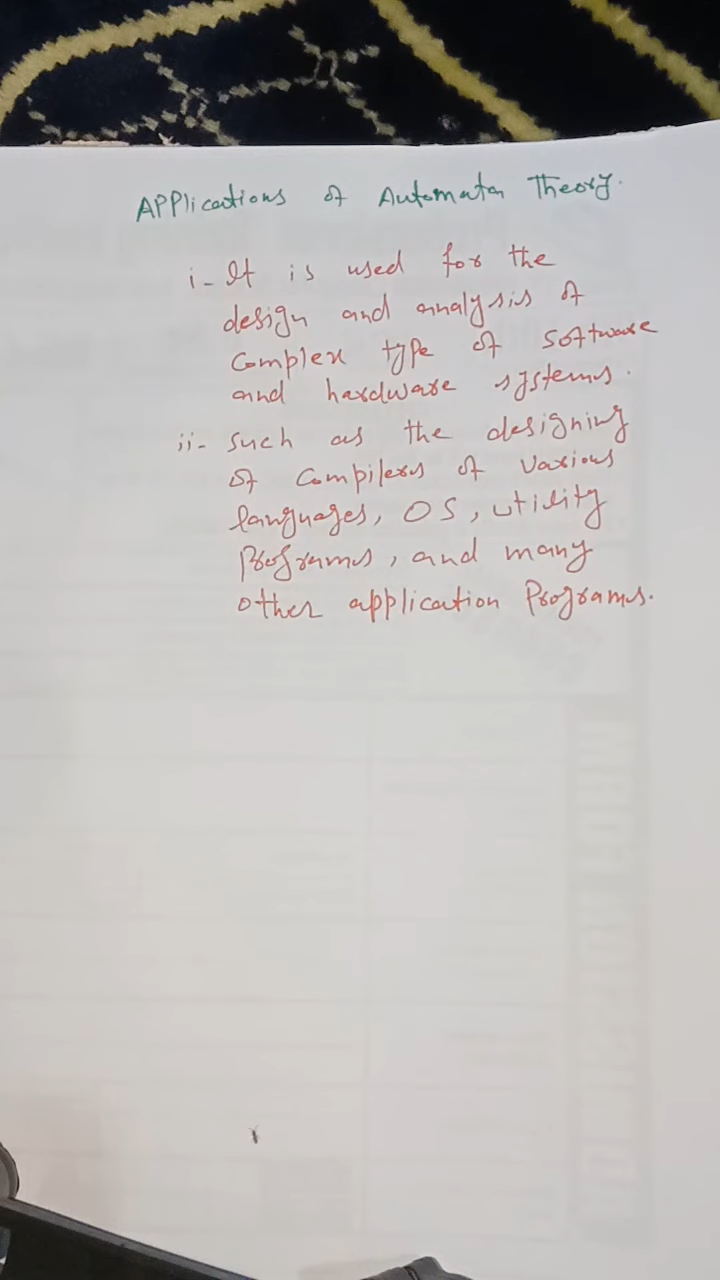 Applications of Automata Theory.
i- It is used for the
design and analysis of
complex type of software
and hardware systems.
ii- such as the designing
of compilers of various
languages, OS, utility
programs, and many
other application programs.